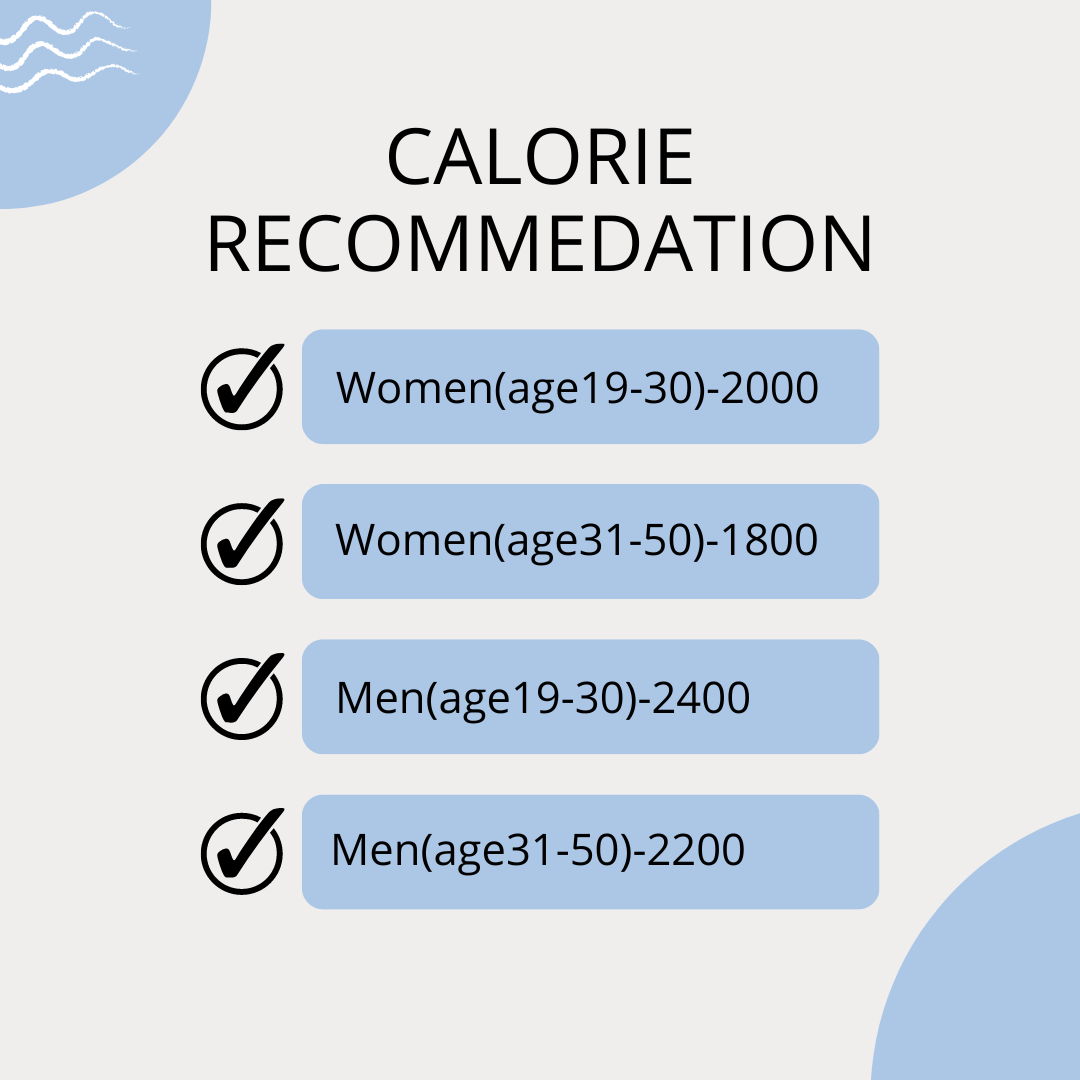 CALORIE
RECOMMEDATION
Women(age19-30)-2000
Women(age31-50)-1800
Men(age19-30)-2400
Men(age31-50)-2200